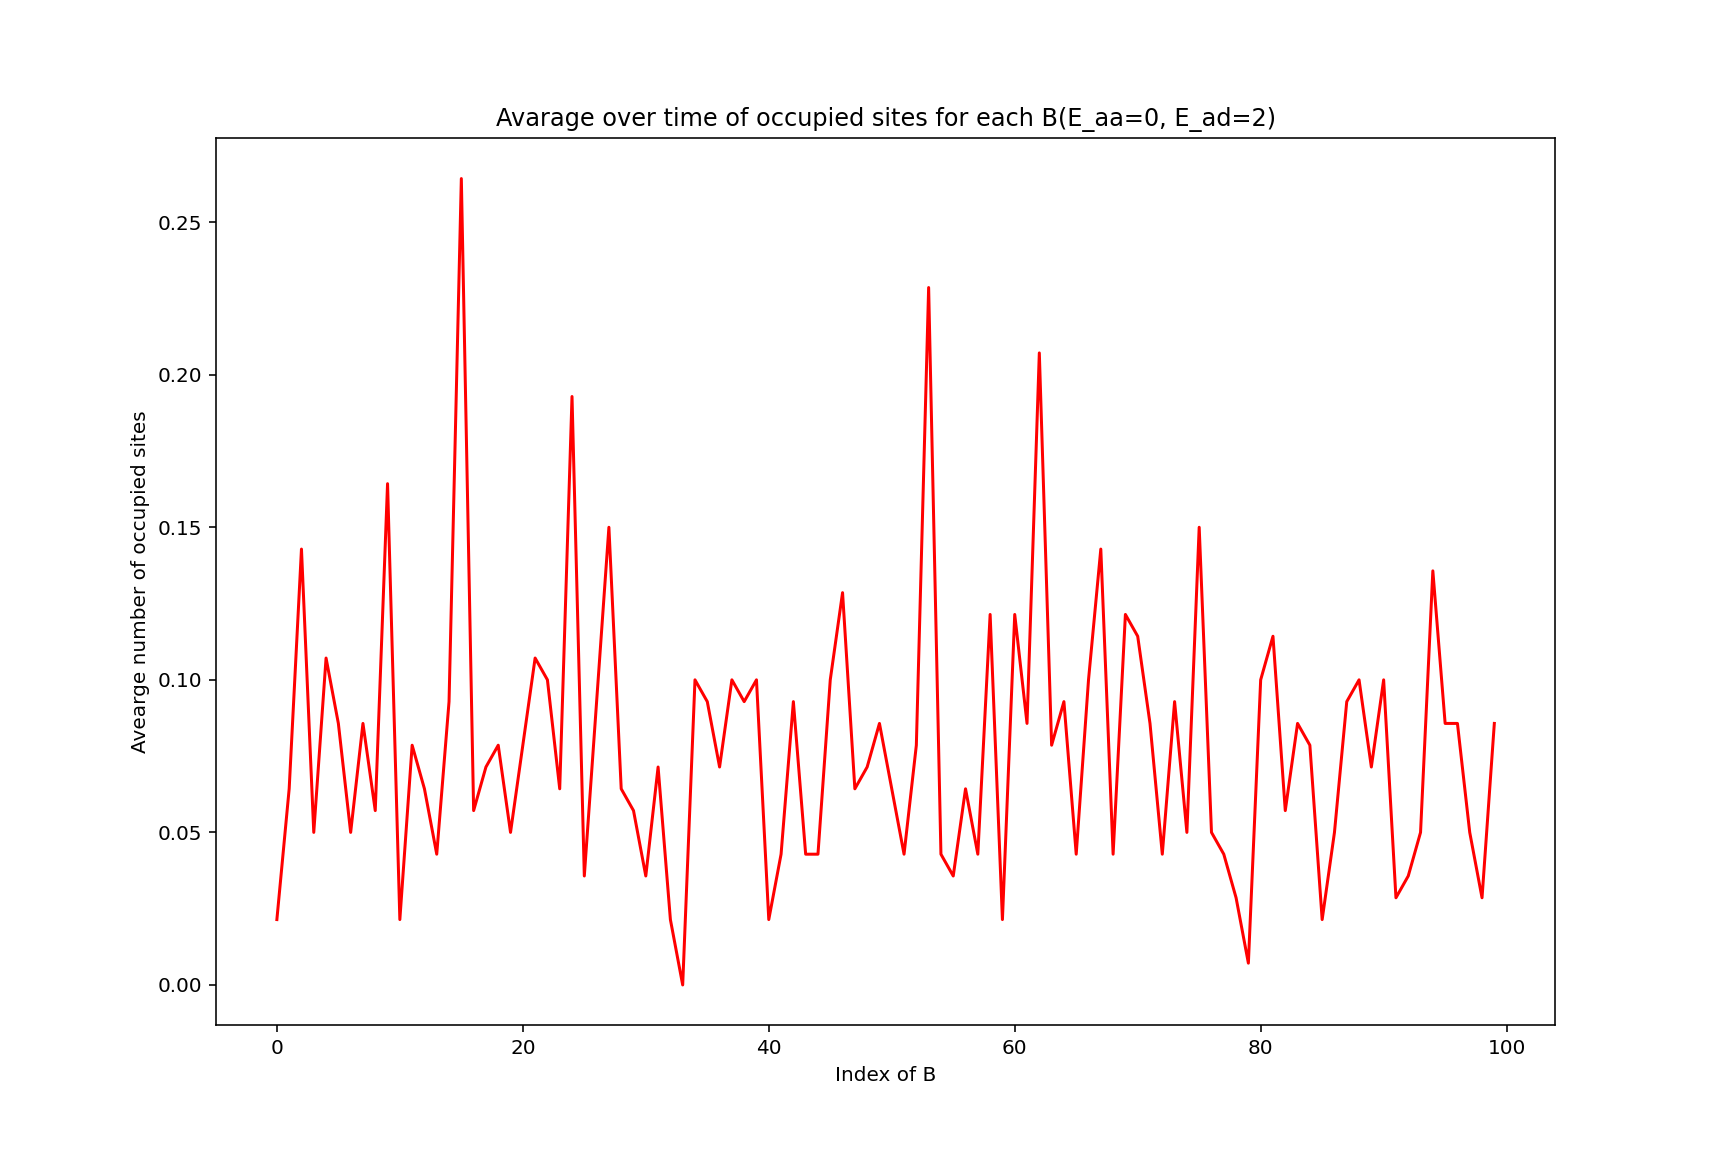 Avarage over time of occupied sites for each B(E_aa=0, E_ad=2)
Avearge number of occupied sites
0.25
0.20
0.15
0.10
0.05
0.00
0 20 40 60 80 100
Index of B